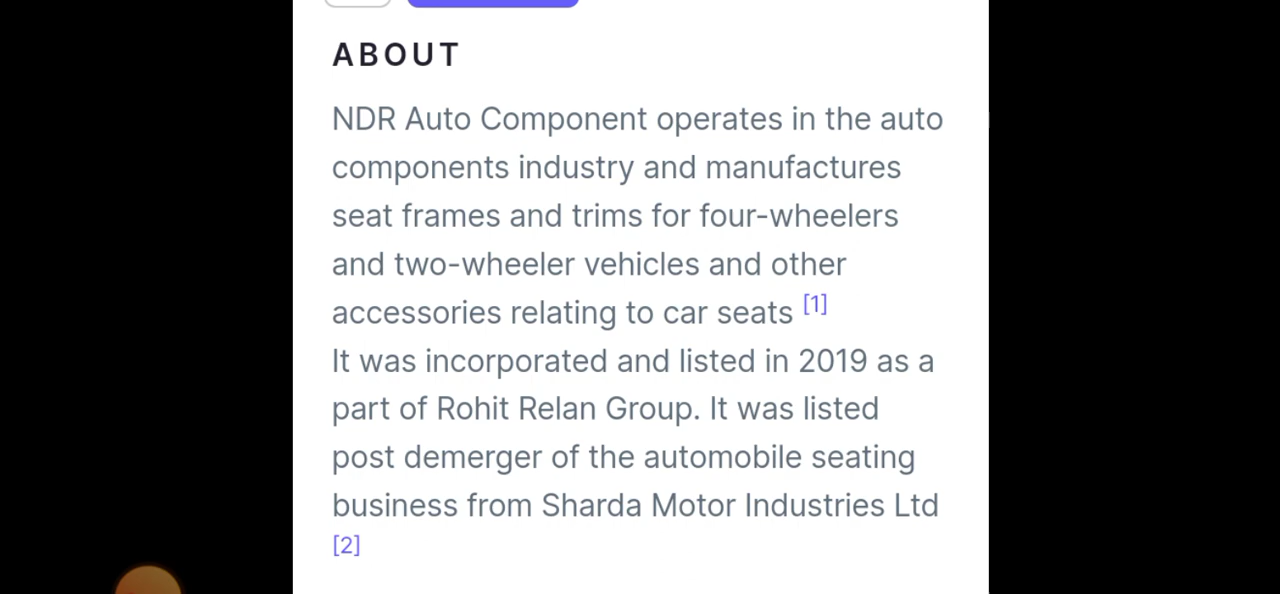 ABOUT
NDR Auto Component operates in the auto
components industry and manufactures
seat frames and trims for four-wheelers
and two-wheeler vehicles and other
accessories relating to car seats [1]
It was incorporated and listed in 2019 as a
part of Rohit Relan Group. It was listed
post demerger of the automobile seating
business from Sharda Motor Industries Ltd
[2]